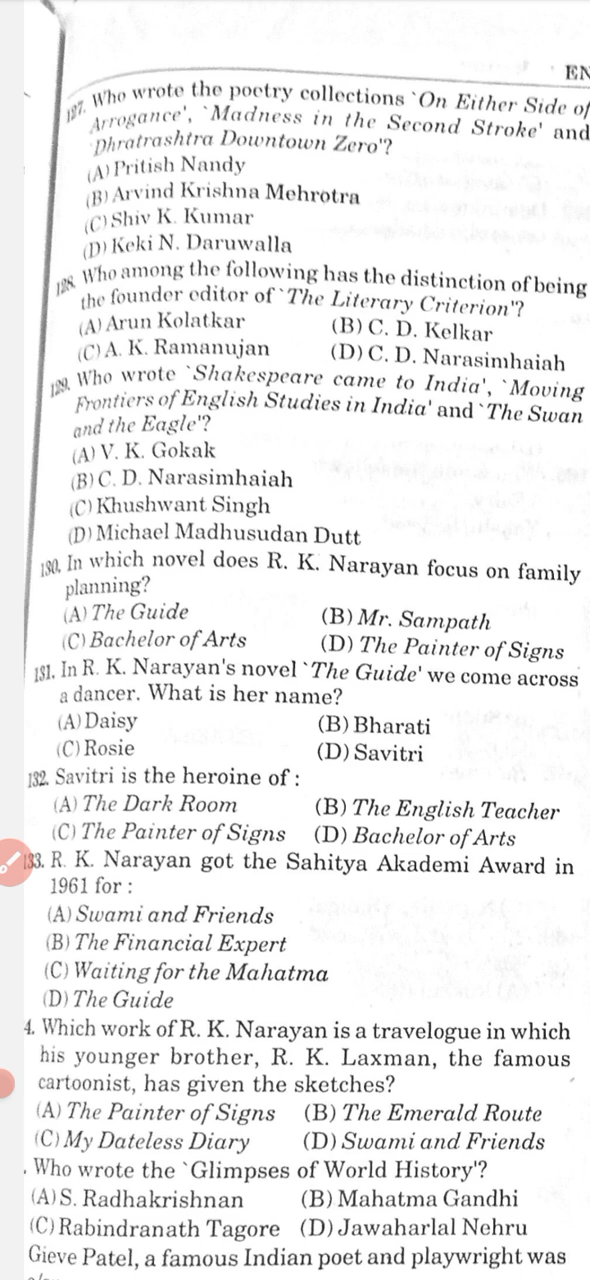 EN
127. Who wrote the poetry collections `On Either Side of
Arrogance', `Madness in the Second Stroke' and
`Dhratrashtra Downtown Zero'?
(A) Pritish Nandy
(B) Arvind Krishna Mehrotra
(C) Shiv K. Kumar
(D) Keki N. Daruwalla
128. Who among the following has the distinction of being
the founder editor of `The Literary Criterion'?
(A) Arun Kolatkar (B) C. D. Kelkar
(C) A. K. Ramanujan (D) C. D. Narasimhaiah
129. Who wrote `Shakespeare came to India', `Moving
Frontiers of English Studies in India' and `The Swan
and the Eagle'?
(A) V. K. Gokak
(B) C. D. Narasimhaiah
(C) Khushwant Singh
(D) Michael Madhusudan Dutt
130. In which novel does R. K. Narayan focus on family
planning?
(A) The Guide (B) Mr. Sampath
(C) Bachelor of Arts (D) The Painter of Signs
131. In R. K. Narayan's novel `The Guide' we come across
a dancer. What is her name?
(A) Daisy (B) Bharati
(C) Rosie (D) Savitri
132. Savitri is the heroine of :
(A) The Dark Room (B) The English Teacher
(C) The Painter of Signs (D) Bachelor of Arts
133. R. K. Narayan got the Sahitya Akademi Award in
1961 for :
(A) Swami and Friends
(B) The Financial Expert
(C) Waiting for the Mahatma
(D) The Guide
4. Which work of R. K. Narayan is a travelogue in which
his younger brother, R. K. Laxman, the famous
cartoonist, has given the sketches?
(A) The Painter of Signs (B) The Emerald Route
(C) My Dateless Diary (D) Swami and Friends
. Who wrote the `Glimpses of World History'?
(A) S. Radhakrishnan (B) Mahatma Gandhi
(C) Rabindranath Tagore (D) Jawaharlal Nehru
Gieve Patel, a famous Indian poet and playwright was